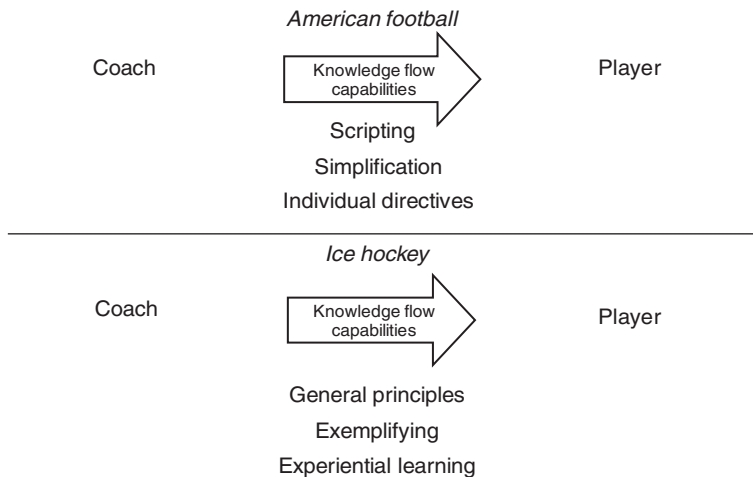 American football
Coach
Knowledge flow
capabilities
Player
Scripting
Simplification
Individual directives
Ice hockey
Coach
Knowledge flow
capabilities
Player
General principles
Exemplifying
Experiential learning